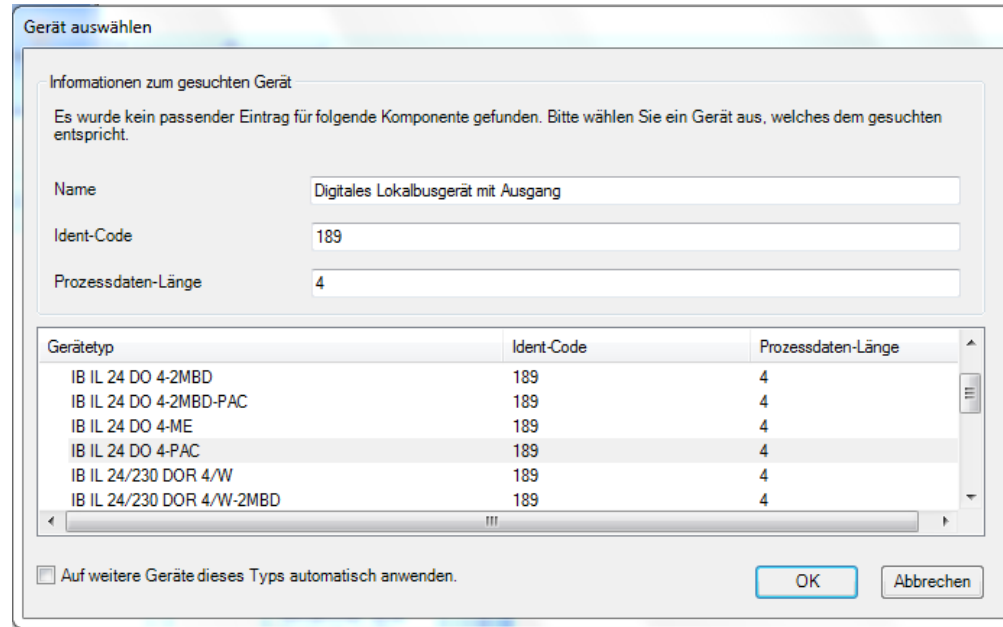 Gerät auswählen
Informationen zum gesuchten Gerät
Es wurde kein passender Eintrag für folgende Komponente gefunden. Bitte wählen Sie ein Gerät aus, welches dem gesuchten
entspricht.
Name Digitales Lokalbusgerät mit Ausgang
Ident-Code 189
Prozessdaten-Länge 4
Gerätetyp Ident-Code Prozessdaten-Länge
IB IL 24 DO 4-2MBD 189 4
IB IL 24 DO 4-2MBD-PAC 189 4
IB IL 24 DO 4-ME 189 4
IB IL 24 DO 4-PAC 189 4
IB IL 24/230 DOR 4/W 189 4
IB IL 24/230 DOR 4/W-2MBD 189 4
Auf weitere Geräte dieses Typs automatisch anwenden.
OK Abbrechen